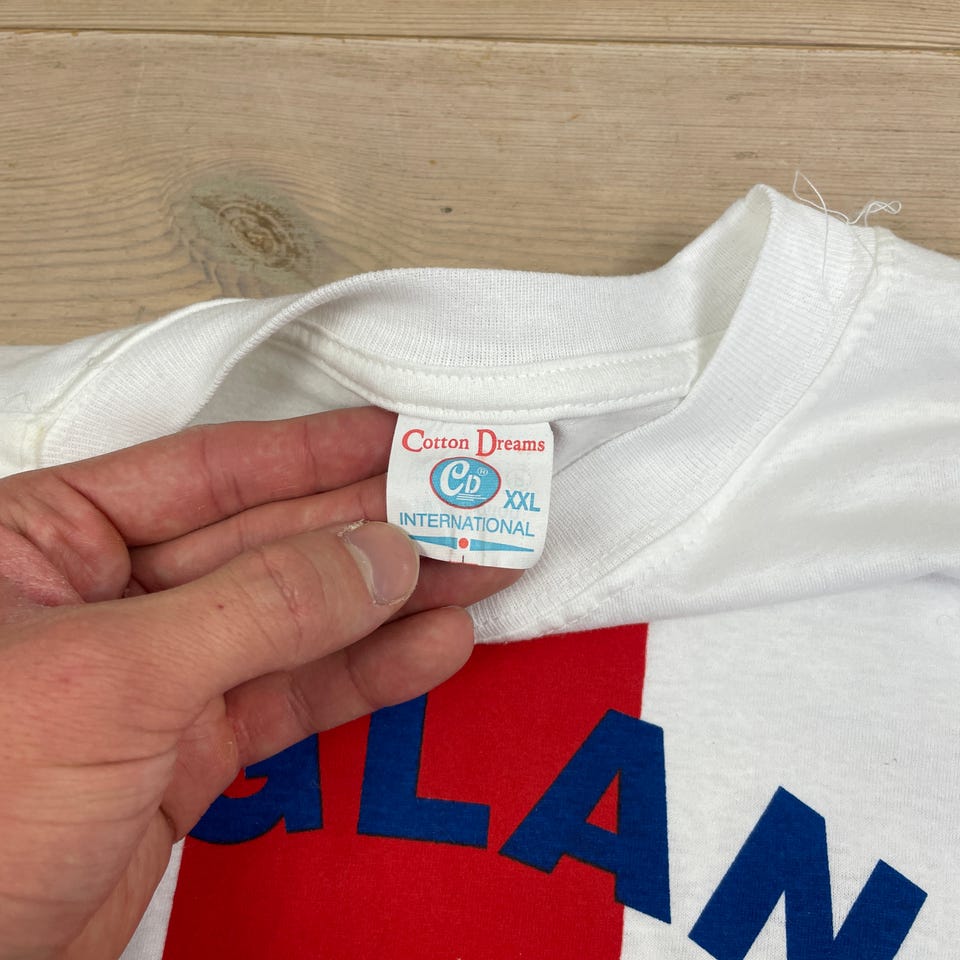 Cotton Dreams
CD ®
XXL
INTERNATIONAL
GLAN